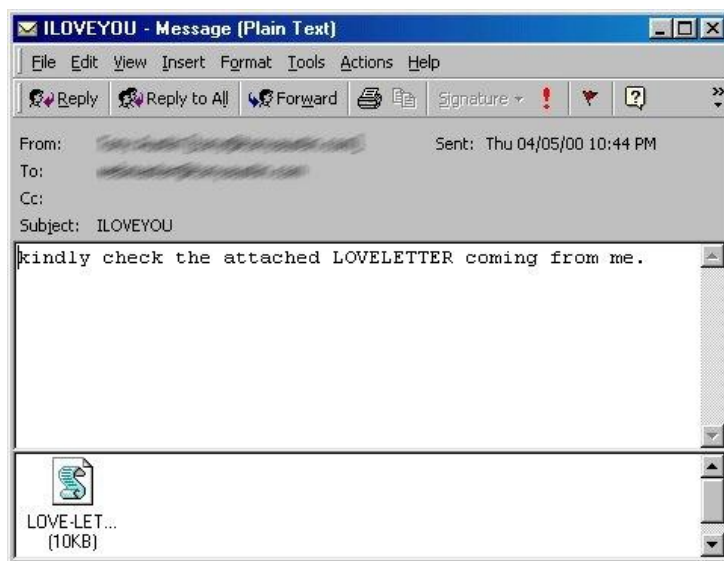 ILOVEYOU - Message (Plain Text)
File Edit View Insert Format Tools Actions Help
Reply Reply to All Forward Signature
From: Sent: Thu 04/05/00 10:44 PM
To:
Cc:
Subject: ILOVEYOU
kindly check the attached LOVELETTER coming from me.
LOVE-LET...
(10KB)